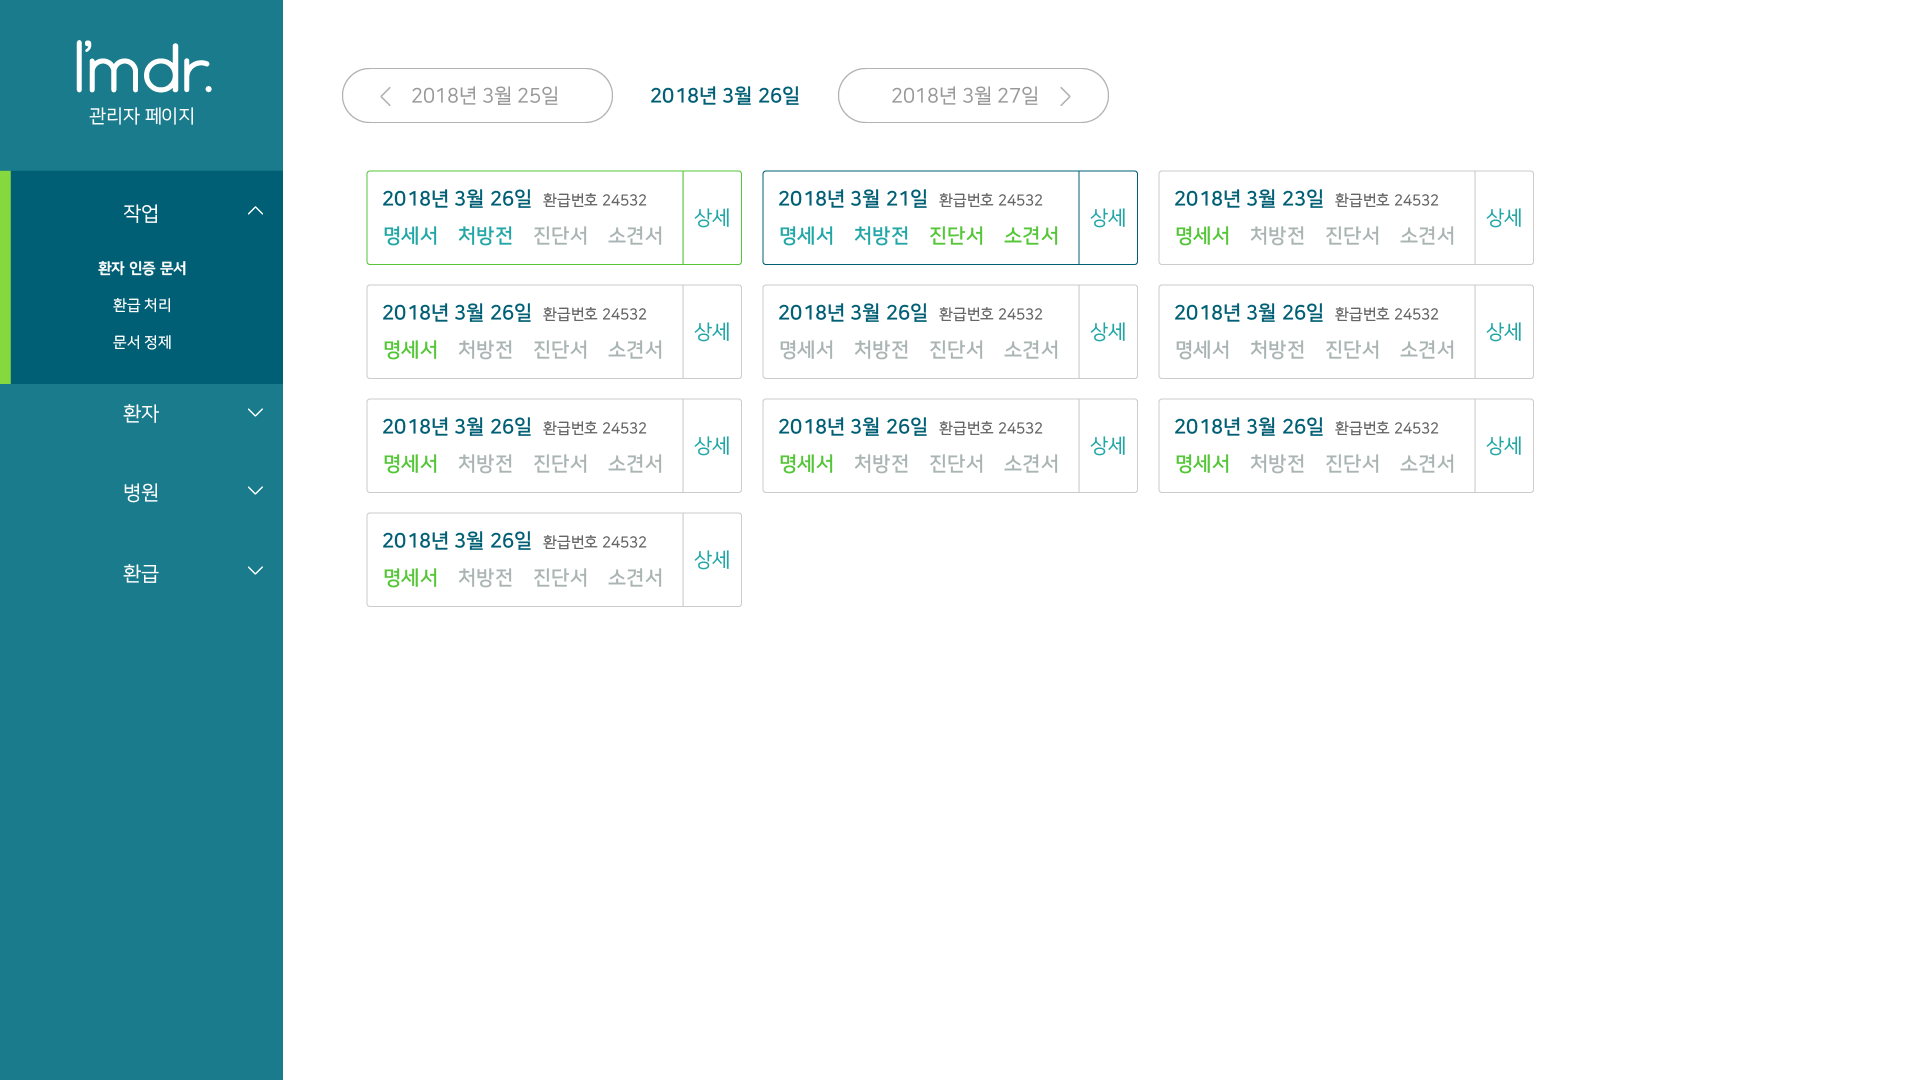 I'mdr.
관리자 페이지
작업
환자 인증 문서
환급 처리
문서 정제
환자
병원
환급
2018년 3월 25일
2018년 3월 26일
2018년 3월 27일
2018년 3월 26일 환급번호 24532
명세서 처방전 진단서 소견서
상세
2018년 3월 21일 환급번호 24532
명세서 처방전 진단서 소견서
상세
2018년 3월 23일 환급번호 24532
명세서 처방전 진단서 소견서
상세
2018년 3월 26일 환급번호 24532
명세서 처방전 진단서 소견서
상세
2018년 3월 26일 환급번호 24532
명세서 처방전 진단서 소견서
상세
2018년 3월 26일 환급번호 24532
명세서 처방전 진단서 소견서
상세
2018년 3월 26일 환급번호 24532
명세서 처방전 진단서 소견서
상세
2018년 3월 26일 환급번호 24532
명세서 처방전 진단서 소견서
상세
2018년 3월 26일 환급번호 24532
명세서 처방전 진단서 소견서
상세
2018년 3월 26일 환급번호 24532
명세서 처방전 진단서 소견서
상세